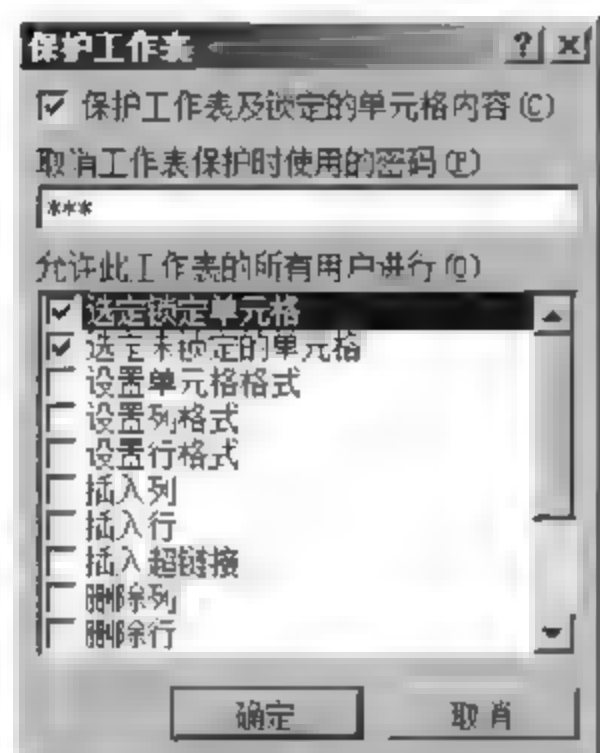 保护工作表
保护工作表及锁定的单元格内容(C)
取消工作表保护时使用的密码(P)
***
允许此工作表的所有用户进行(O)
选定锁定单元格
选定未锁定的单元格
设置单元格格式
设置列格式
设置行格式
插入列
插入行
插入超链接
删除列
删除行
确定
取消